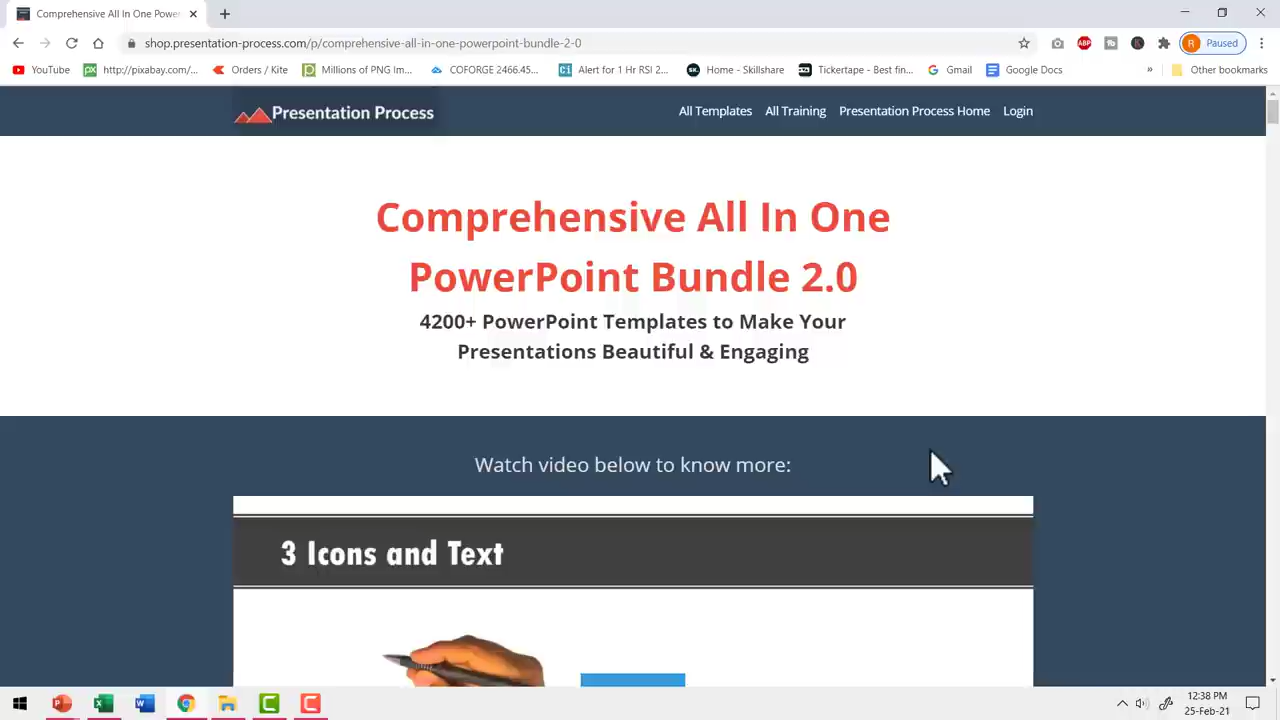 Comprehensive All In One Power
shop.presentation-process.com/p/comprehensive-all-in-one-powerpoint-bundle-2-0
ABP
R Paused
YouTube
px http://pixabay.com/...
Orders / Kite
Millions of PNG Im...
COFORGE 2466.45...
Alert for 1 Hr RSI 2...
Home - Skillshare
Tickertape - Best fin...
Gmail
Google Docs
»
Other bookmarks
Presentation Process
All Templates
All Training
Presentation Process Home
Login
Comprehensive All In One
PowerPoint Bundle 2.0
4200+ PowerPoint Templates to Make Your
Presentations Beautiful & Engaging
Watch video below to know more:
3 Icons and Text
12:38 PM
25-Feb-21